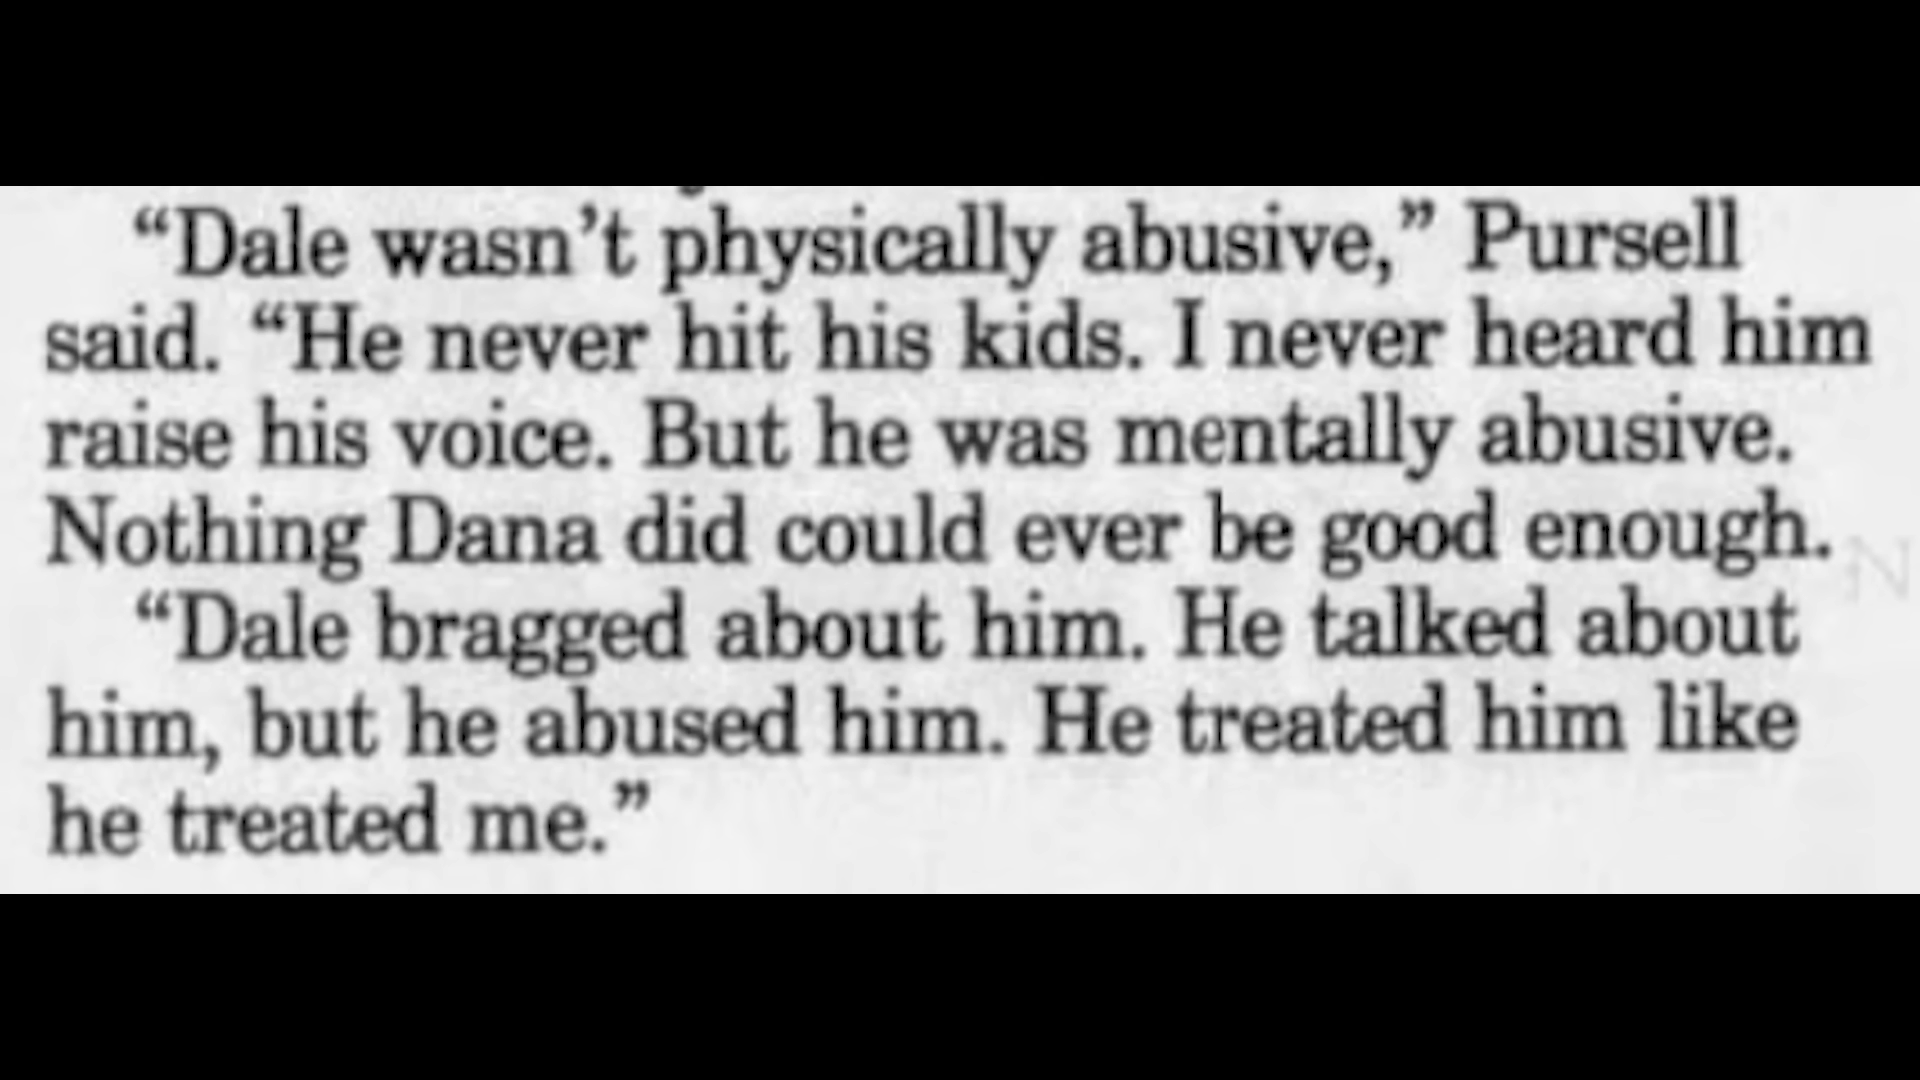 “Dale wasn’t physically abusive,” Pursell
said. “He never hit his kids. I never heard him
raise his voice. But he was mentally abusive.
Nothing Dana did could ever be good enough.
“Dale bragged about him. He talked about
him, but he abused him. He treated him like
he treated me.”